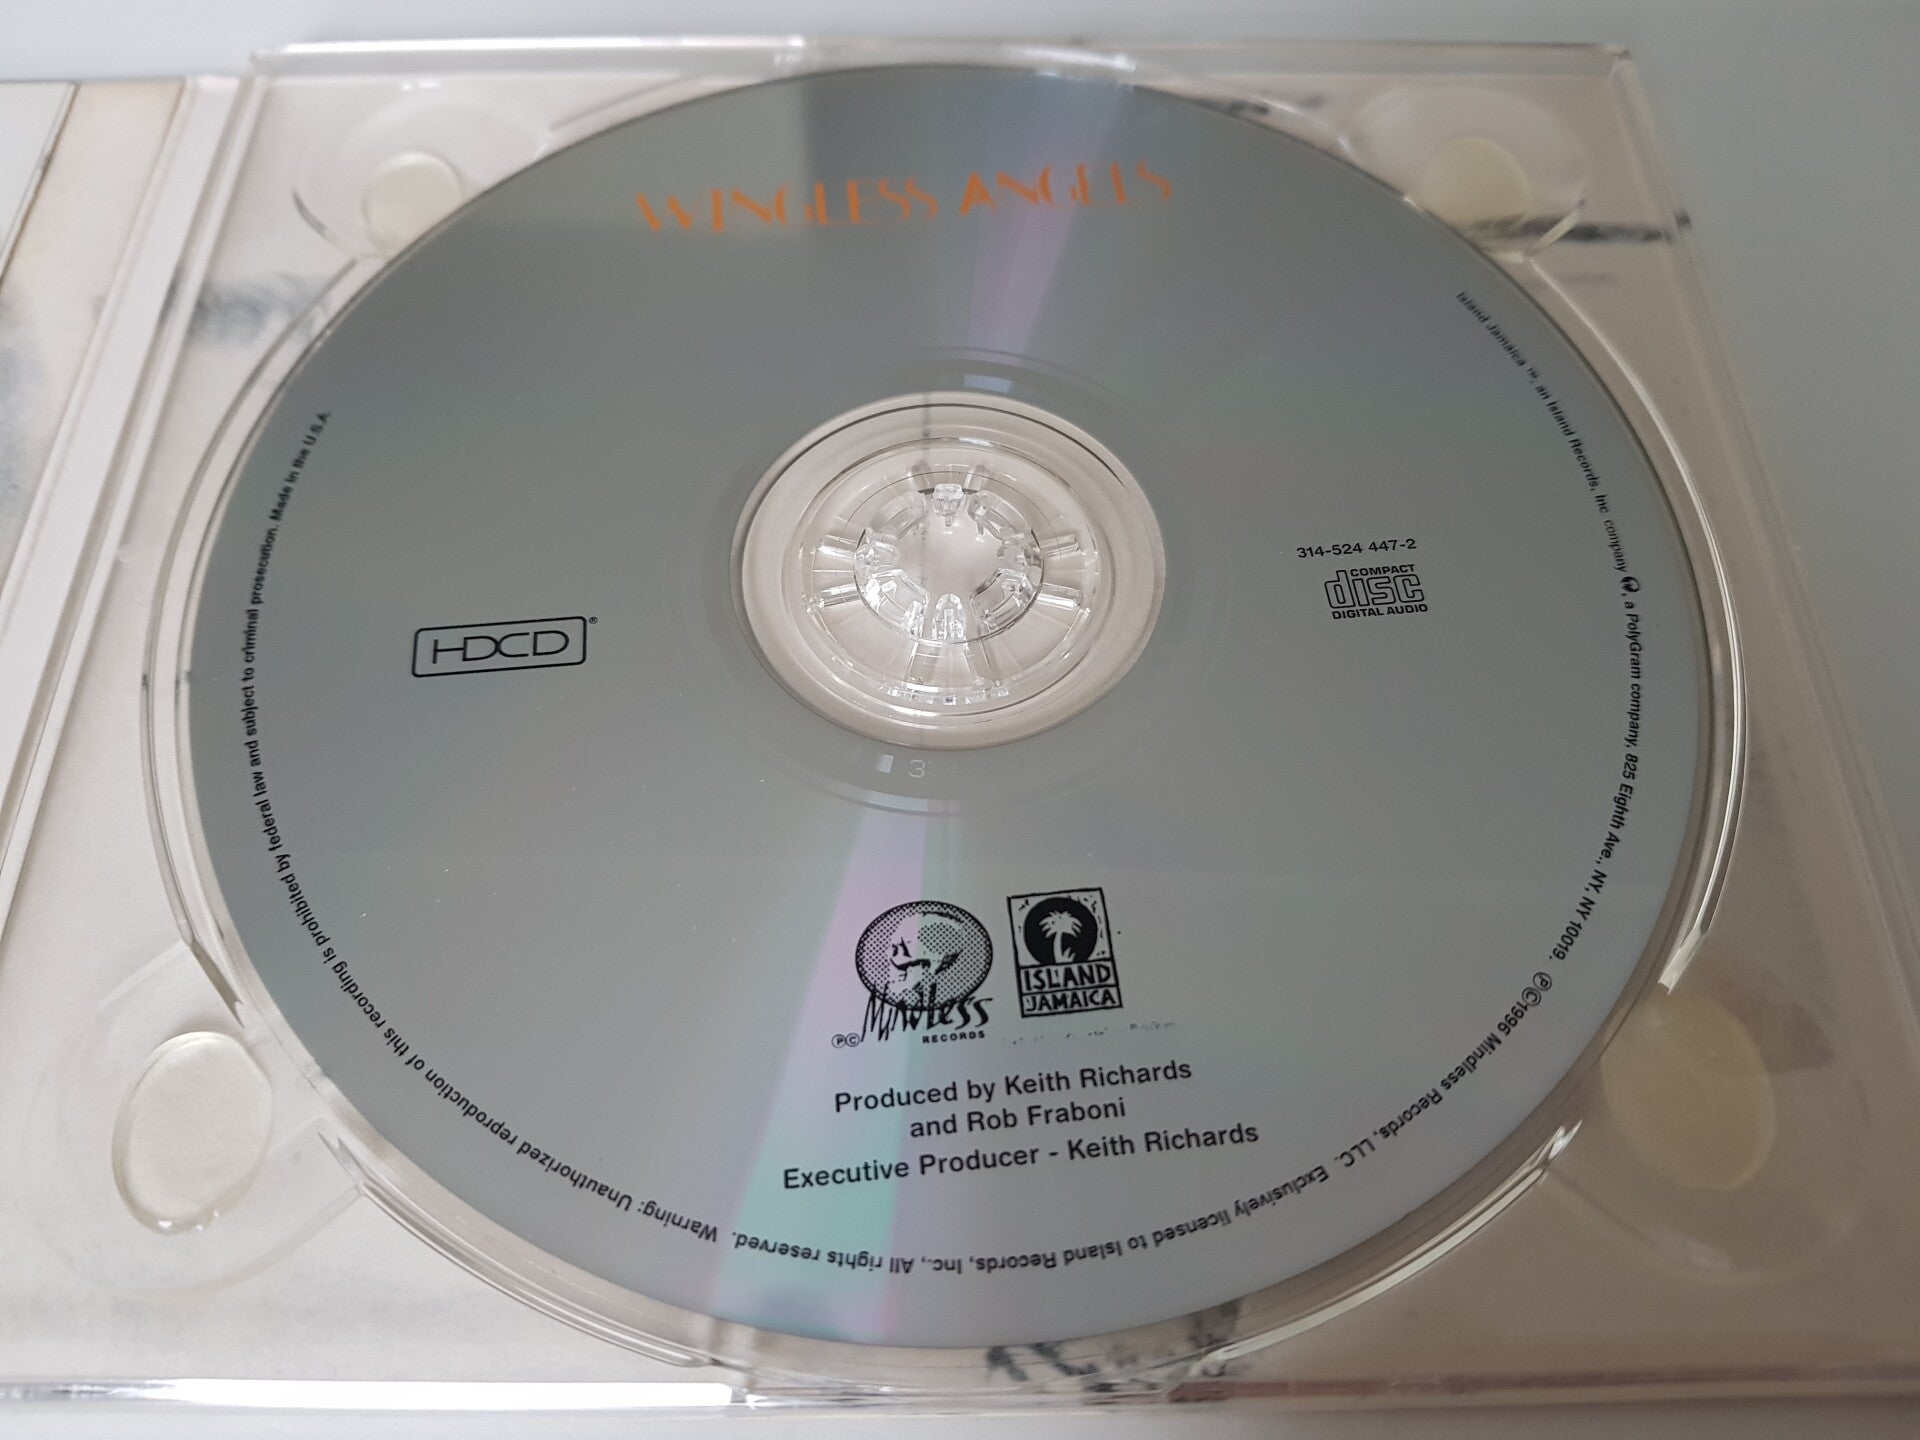 WINGLESS ANGELS
314-524 447-2
COMPACT
disc
DIGITAL AUDIO
HDCD®
Mindless
RECORDS
ISLAND
JAMAICA
℗©
Produced by Keith Richards
and Rob Fraboni
Executive Producer - Keith Richards
Island Jamaica™, an Island Records, Inc company, a PolyGram company, 825 Eighth Ave., NY, NY 10019. ℗©1996 Mindless Records, LLC. Exclusively licensed to Island Records, Inc., All rights reserved. Warning: Unauthorized reproduction of this recording is prohibited by federal law and subject to criminal prosecution. Made in the U.S.A.
3